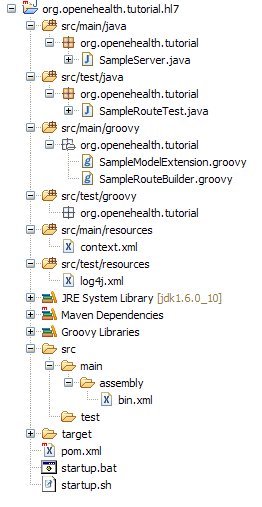 org.openehealth.tutorial.hl7
src/main/java
org.openehealth.tutorial
SampleServer.java
src/test/java
org.openehealth.tutorial
SampleRouteTest.java
src/main/groovy
org.openehealth.tutorial
SampleModelExtension.groovy
SampleRouteBuilder.groovy
src/test/groovy
org.openehealth.tutorial
src/main/resources
context.xml
src/test/resources
log4j.xml
JRE System Library [jdk1.6.0_10]
Maven Dependencies
Groovy Libraries
src
main
assembly
bin.xml
test
target
pom.xml
startup.bat
startup.sh